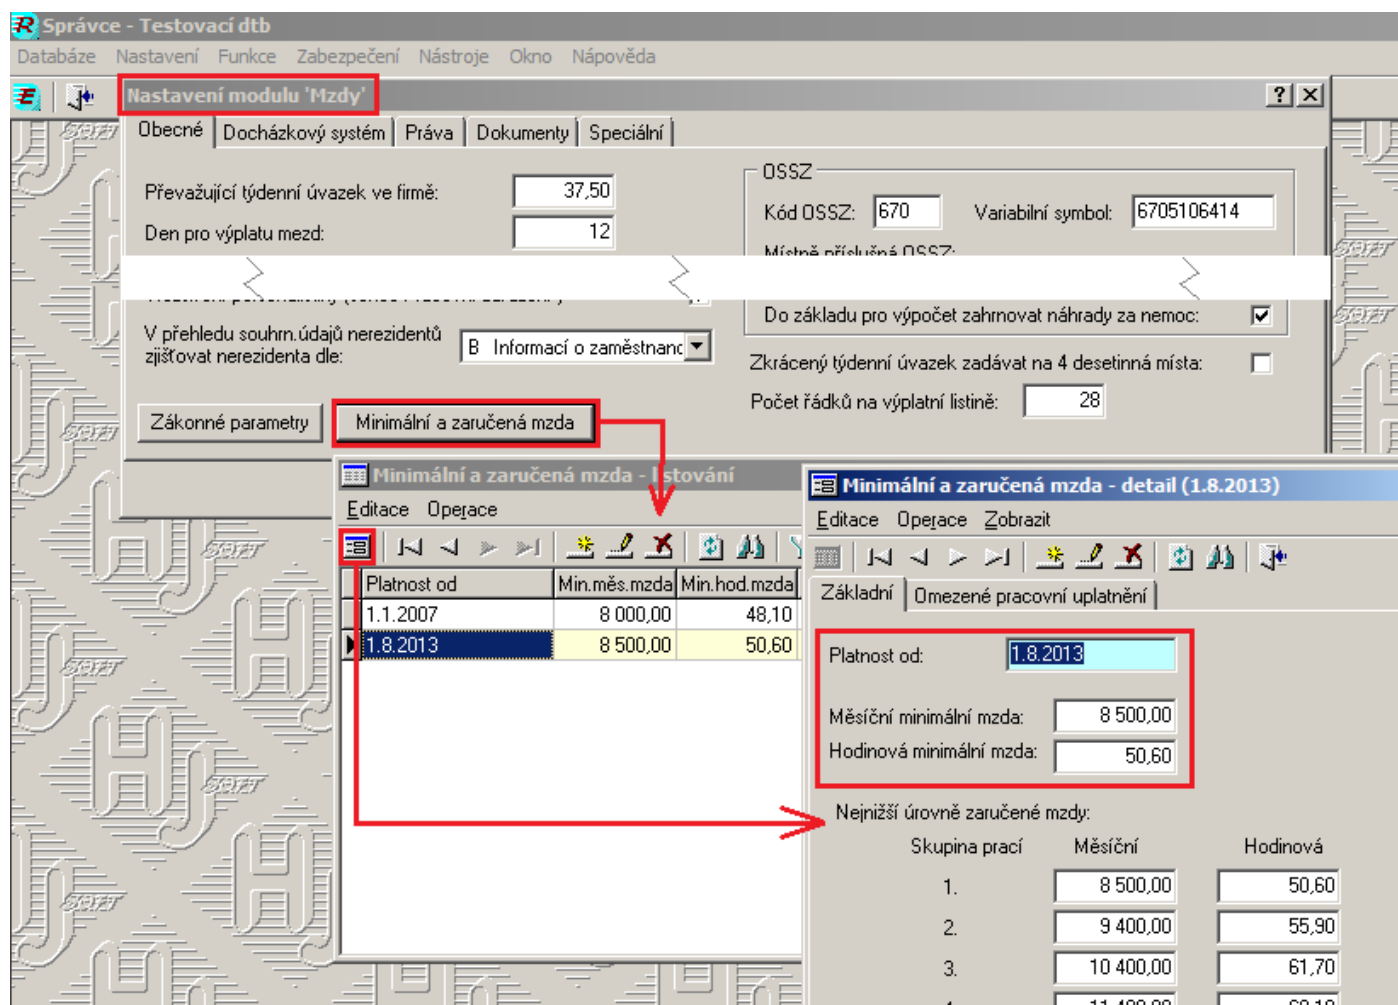 Správce - Testovací dtb
Databáze Nastavení Funkce Zabezpečení Nástroje Okno Nápověda
Nastavení modulu 'Mzdy'
Obecné Docházkový systém Práva Dokumenty Speciální
Převažující týdenní úvazek ve firmě: 37,50
Den pro výplatu mezd: 12
OSSZ
Kód OSSZ: 670 Variabilní symbol: 6705106414
Místně příslušná OSSZ:
Do základu pro výpočet zahrnovat náhrady za nemoc:
V přehledu souhrn.údajů nerezidentů
zjišťovat nerezidenta dle: B Informací o zaměstnanc
Zkrácený týdenní úvazek zadávat na 4 desetinná místa:
Počet řádků na výplatní listině: 28
Zákonné parametry Minimální a zaručená mzda
Minimální a zaručená mzda - listování
Editace Operace
Platnost od Min.měs.mzda Min.hod.mzda
1.1.2007 8 000,00 48,10
1.8.2013 8 500,00 50,60
Minimální a zaručená mzda - detail (1.8.2013)
Editace Operace Zobrazit
Základní Omezené pracovní uplatnění
Platnost od: 1.8.2013
Měsíční minimální mzda: 8 500,00
Hodinová minimální mzda: 50,60
Nejnižší úrovně zaručené mzdy:
Skupina prací Měsíční Hodinová
1. 8 500,00 50,60
2. 9 400,00 55,90
3. 10 400,00 61,70